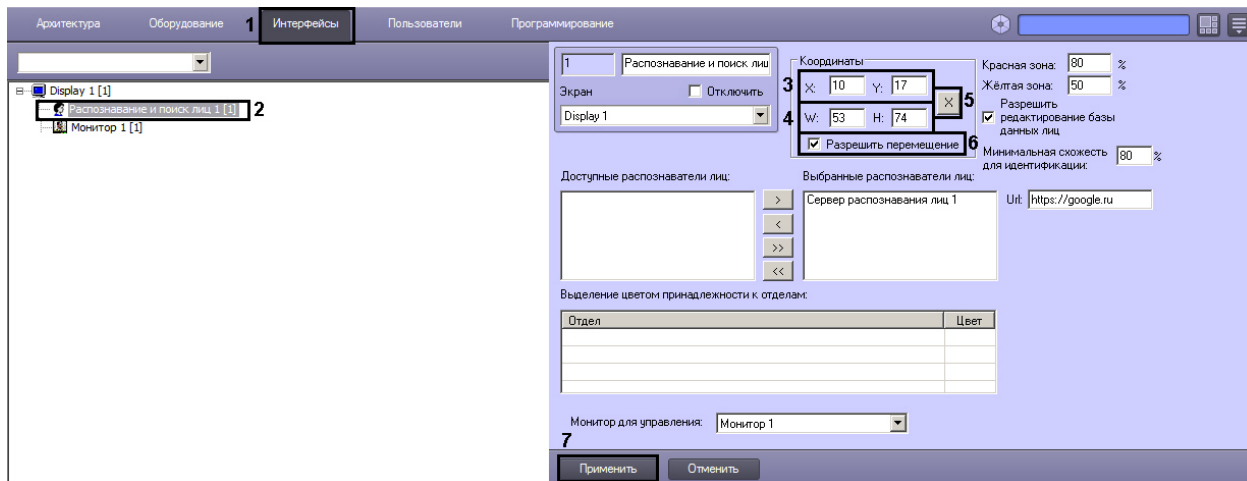 Архитектура Оборудование 1 Интерфейсы Пользователи Программирование
Display 1 [1]
Распознавание и поиск лиц 1 [1] 2
Монитор 1 [1]
1 Распознавание и поиск лиц
Экран Отключить
Display 1
Координаты
3 X: 10 Y: 17
X 5
4 W: 53 H: 74
Разрешить перемещение 6
Красная зона: 80 %
Жёлтая зона: 50 %
Разрешить
редактирование базы
данных лиц
Минимальная схожесть
для идентификации: 80 %
Доступные распознаватели лиц: Выбранные распознаватели лиц:
> Сервер распознавания лиц 1 Url: https://google.ru
<
>>
<<
Выделение цветом принадлежности к отделам:
Отдел Цвет
Монитор для управления: Монитор 1
7
Применить Отменить